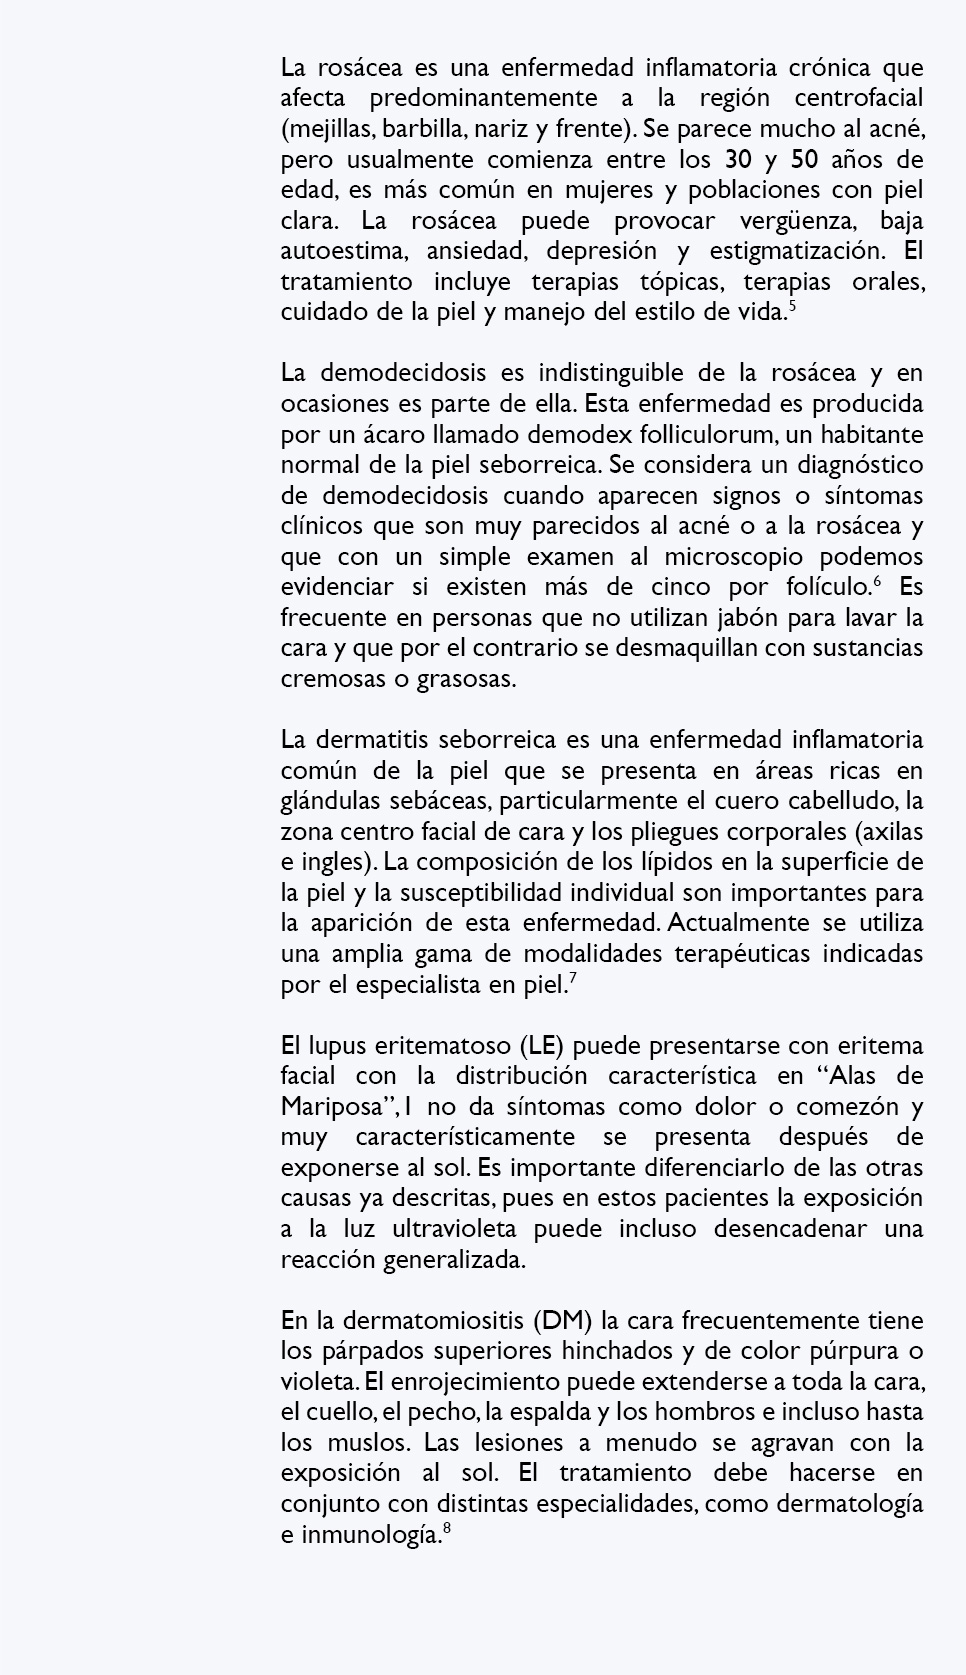 La rosácea es una enfermedad inflamatoria crónica que
afecta predominantemente a la región centrofacial
(mejillas, barbilla, nariz y frente). Se parece mucho al acné,
pero usualmente comienza entre los 30 y 50 años de
edad, es más común en mujeres y poblaciones con piel
clara. La rosácea puede provocar vergüenza, baja
autoestima, ansiedad, depresión y estigmatización. El
tratamiento incluye terapias tópicas, terapias orales,
cuidado de la piel y manejo del estilo de vida.5
La demodecidosis es indistinguible de la rosácea y en
ocasiones es parte de ella. Esta enfermedad es producida
por un ácaro llamado demodex folliculorum, un habitante
normal de la piel seborreica. Se considera un diagnóstico
de demodecidosis cuando aparecen signos o síntomas
clínicos que son muy parecidos al acné o a la rosácea y
que con un simple examen al microscopio podemos
evidenciar si existen más de cinco por folículo.6 Es
frecuente en personas que no utilizan jabón para lavar la
cara y que por el contrario se desmaquillan con sustancias
cremosas o grasosas.
La dermatitis seborreica es una enfermedad inflamatoria
común de la piel que se presenta en áreas ricas en
glándulas sebáceas, particularmente el cuero cabelludo, la
zona centro facial de cara y los pliegues corporales (axilas
e ingles). La composición de los lípidos en la superficie de
la piel y la susceptibilidad individual son importantes para
la aparición de esta enfermedad. Actualmente se utiliza
una amplia gama de modalidades terapéuticas indicadas
por el especialista en piel.7
El lupus eritematoso (LE) puede presentarse con eritema
facial con la distribución característica en “Alas de
Mariposa”,1 no da síntomas como dolor o comezón y
muy característicamente se presenta después de
exponerse al sol. Es importante diferenciarlo de las otras
causas ya descritas, pues en estos pacientes la exposición
a la luz ultravioleta puede incluso desencadenar una
reacción generalizada.
En la dermatomiositis (DM) la cara frecuentemente tiene
los párpados superiores hinchados y de color púrpura o
violeta. El enrojecimiento puede extenderse a toda la cara,
el cuello, el pecho, la espalda y los hombros e incluso hasta
los muslos. Las lesiones a menudo se agravan con la
exposición al sol. El tratamiento debe hacerse en
conjunto con distintas especialidades, como dermatología
e inmunología.8